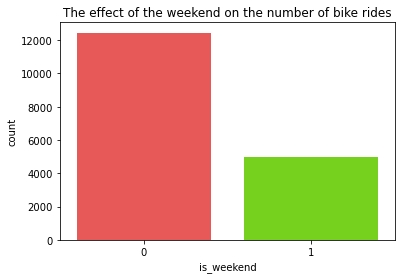 The effect of the weekend on the number of bike rides
12000
10000
8000
6000
4000
2000
0
count
0 1
is_weekend